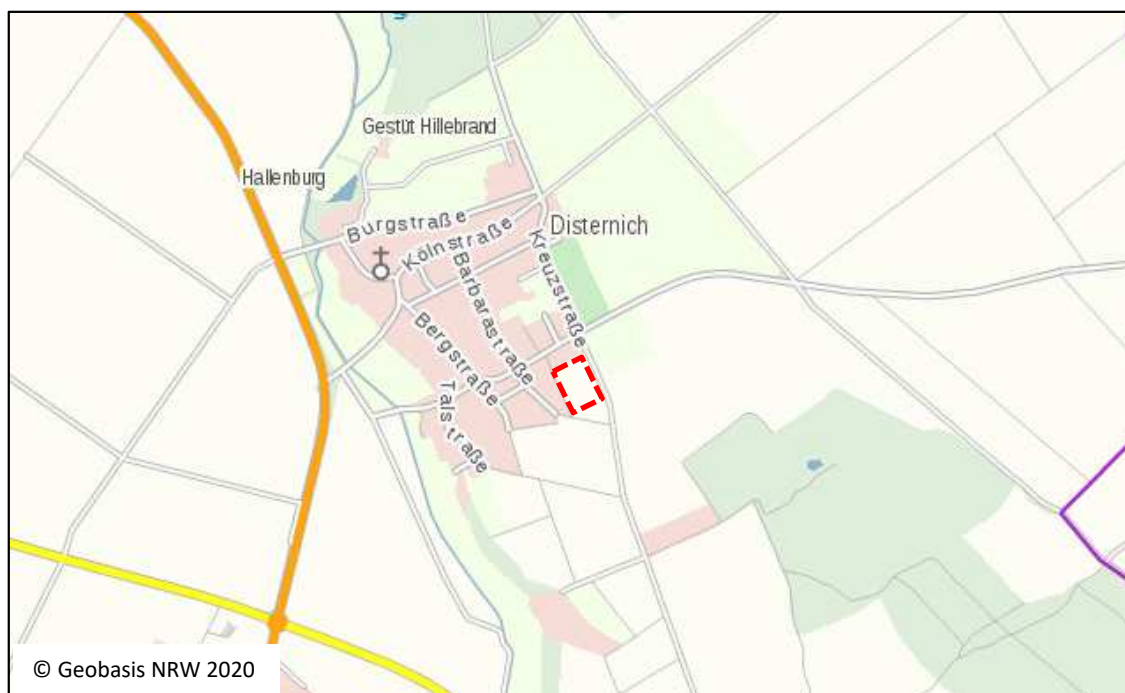 Gestüt Hillebrand
Hallenburg
Burgstraße
Disternich
Kölnstraße
Kreuzstraße
Barbarastraße
Bergstraße
Talstraße
© Geobasis NRW 2020